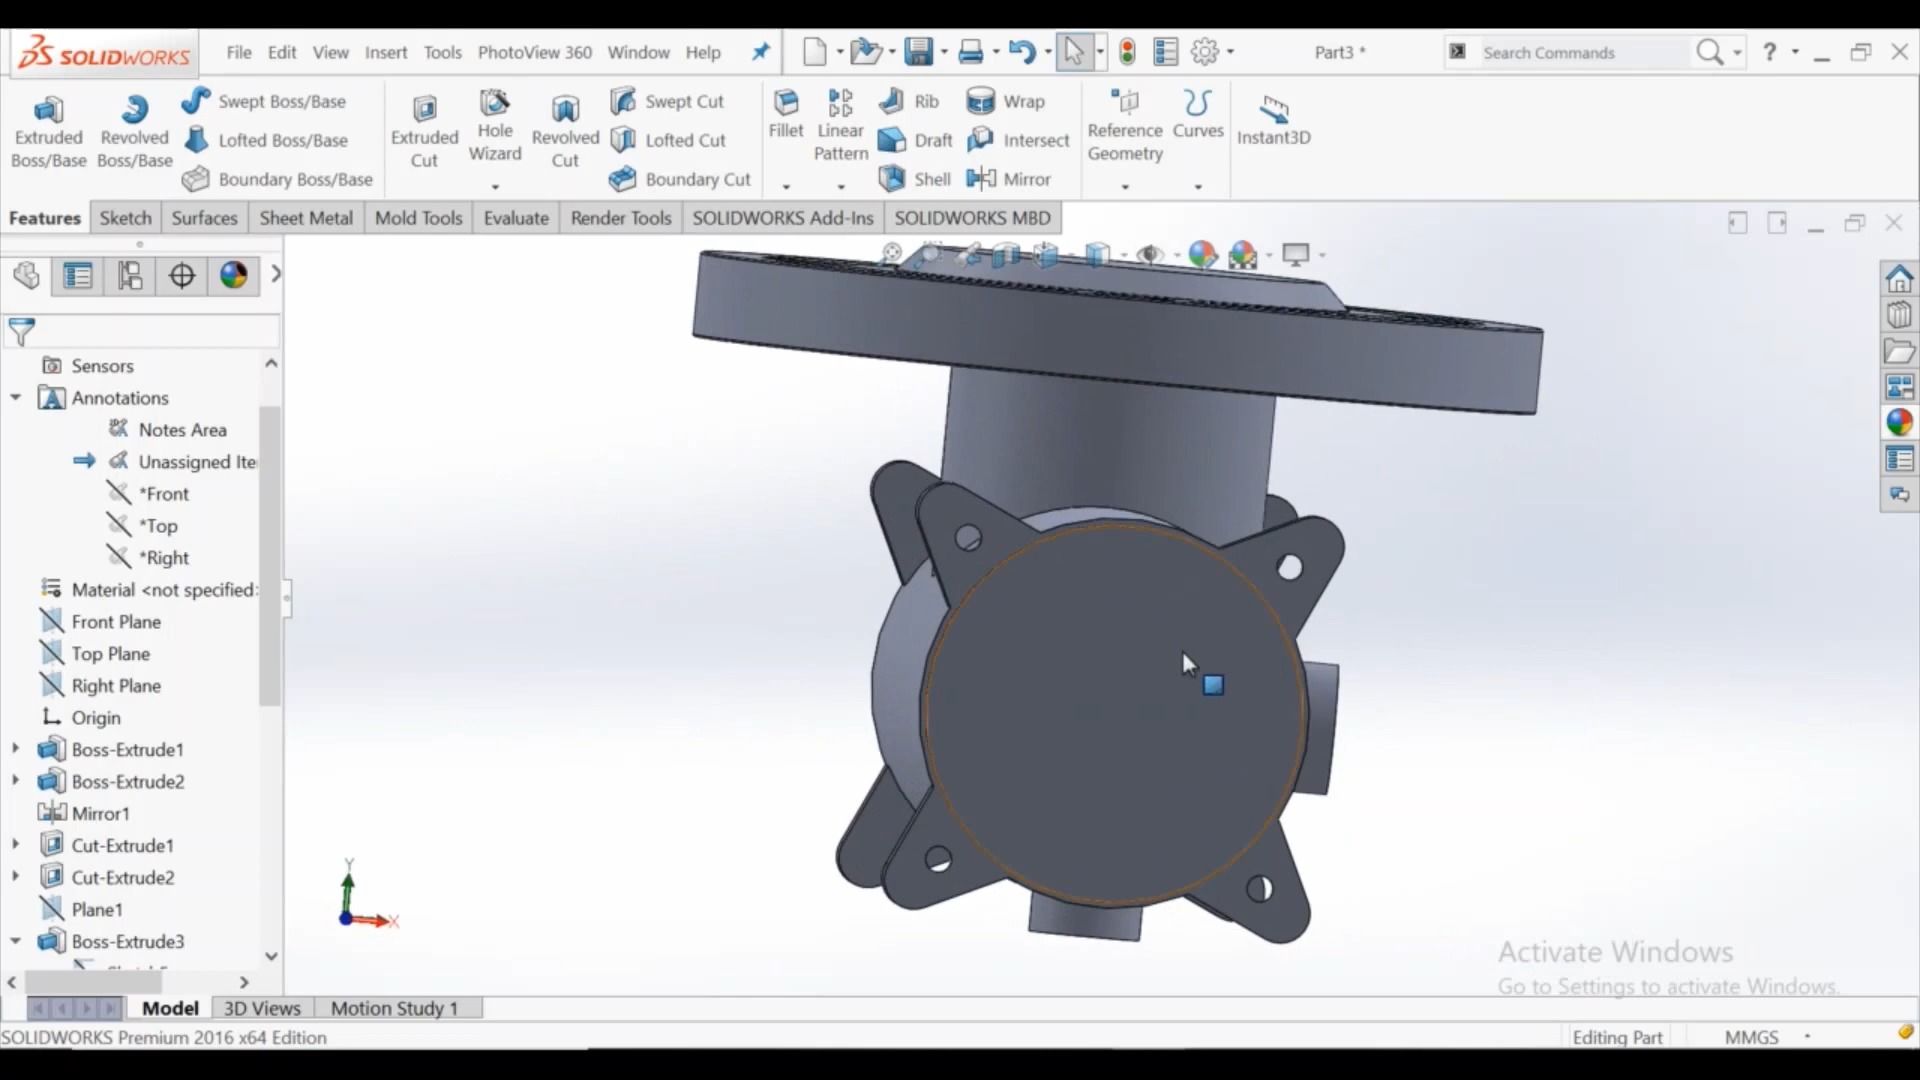 SOLIDWORKS File Edit View Insert Tools PhotoView 360 Window Help Part3 * Search Commands ?
Extruded Boss/Base
Revolved Boss/Base
Swept Boss/Base
Lofted Boss/Base
Boundary Boss/Base
Extruded Cut
Hole Wizard
Revolved Cut
Swept Cut
Lofted Cut
Boundary Cut
Fillet
Linear Pattern
Rib
Draft
Shell
Wrap
Intersect
Mirror
Reference Geometry
Curves
Instant3D
Features Sketch Surfaces Sheet Metal Mold Tools Evaluate Render Tools SOLIDWORKS Add-Ins SOLIDWORKS MBD
Sensors
Annotations
Notes Area
Unassigned Ite
*Front
*Top
*Right
Material <not specified>
Front Plane
Top Plane
Right Plane
Origin
Boss-Extrude1
Boss-Extrude2
Mirror1
Cut-Extrude1
Cut-Extrude2
Plane1
Boss-Extrude3
Y
X
Activate Windows
Go to Settings to activate Windows.
Model 3D Views Motion Study 1
SOLIDWORKS Premium 2016 x64 Edition Editing Part MMGS